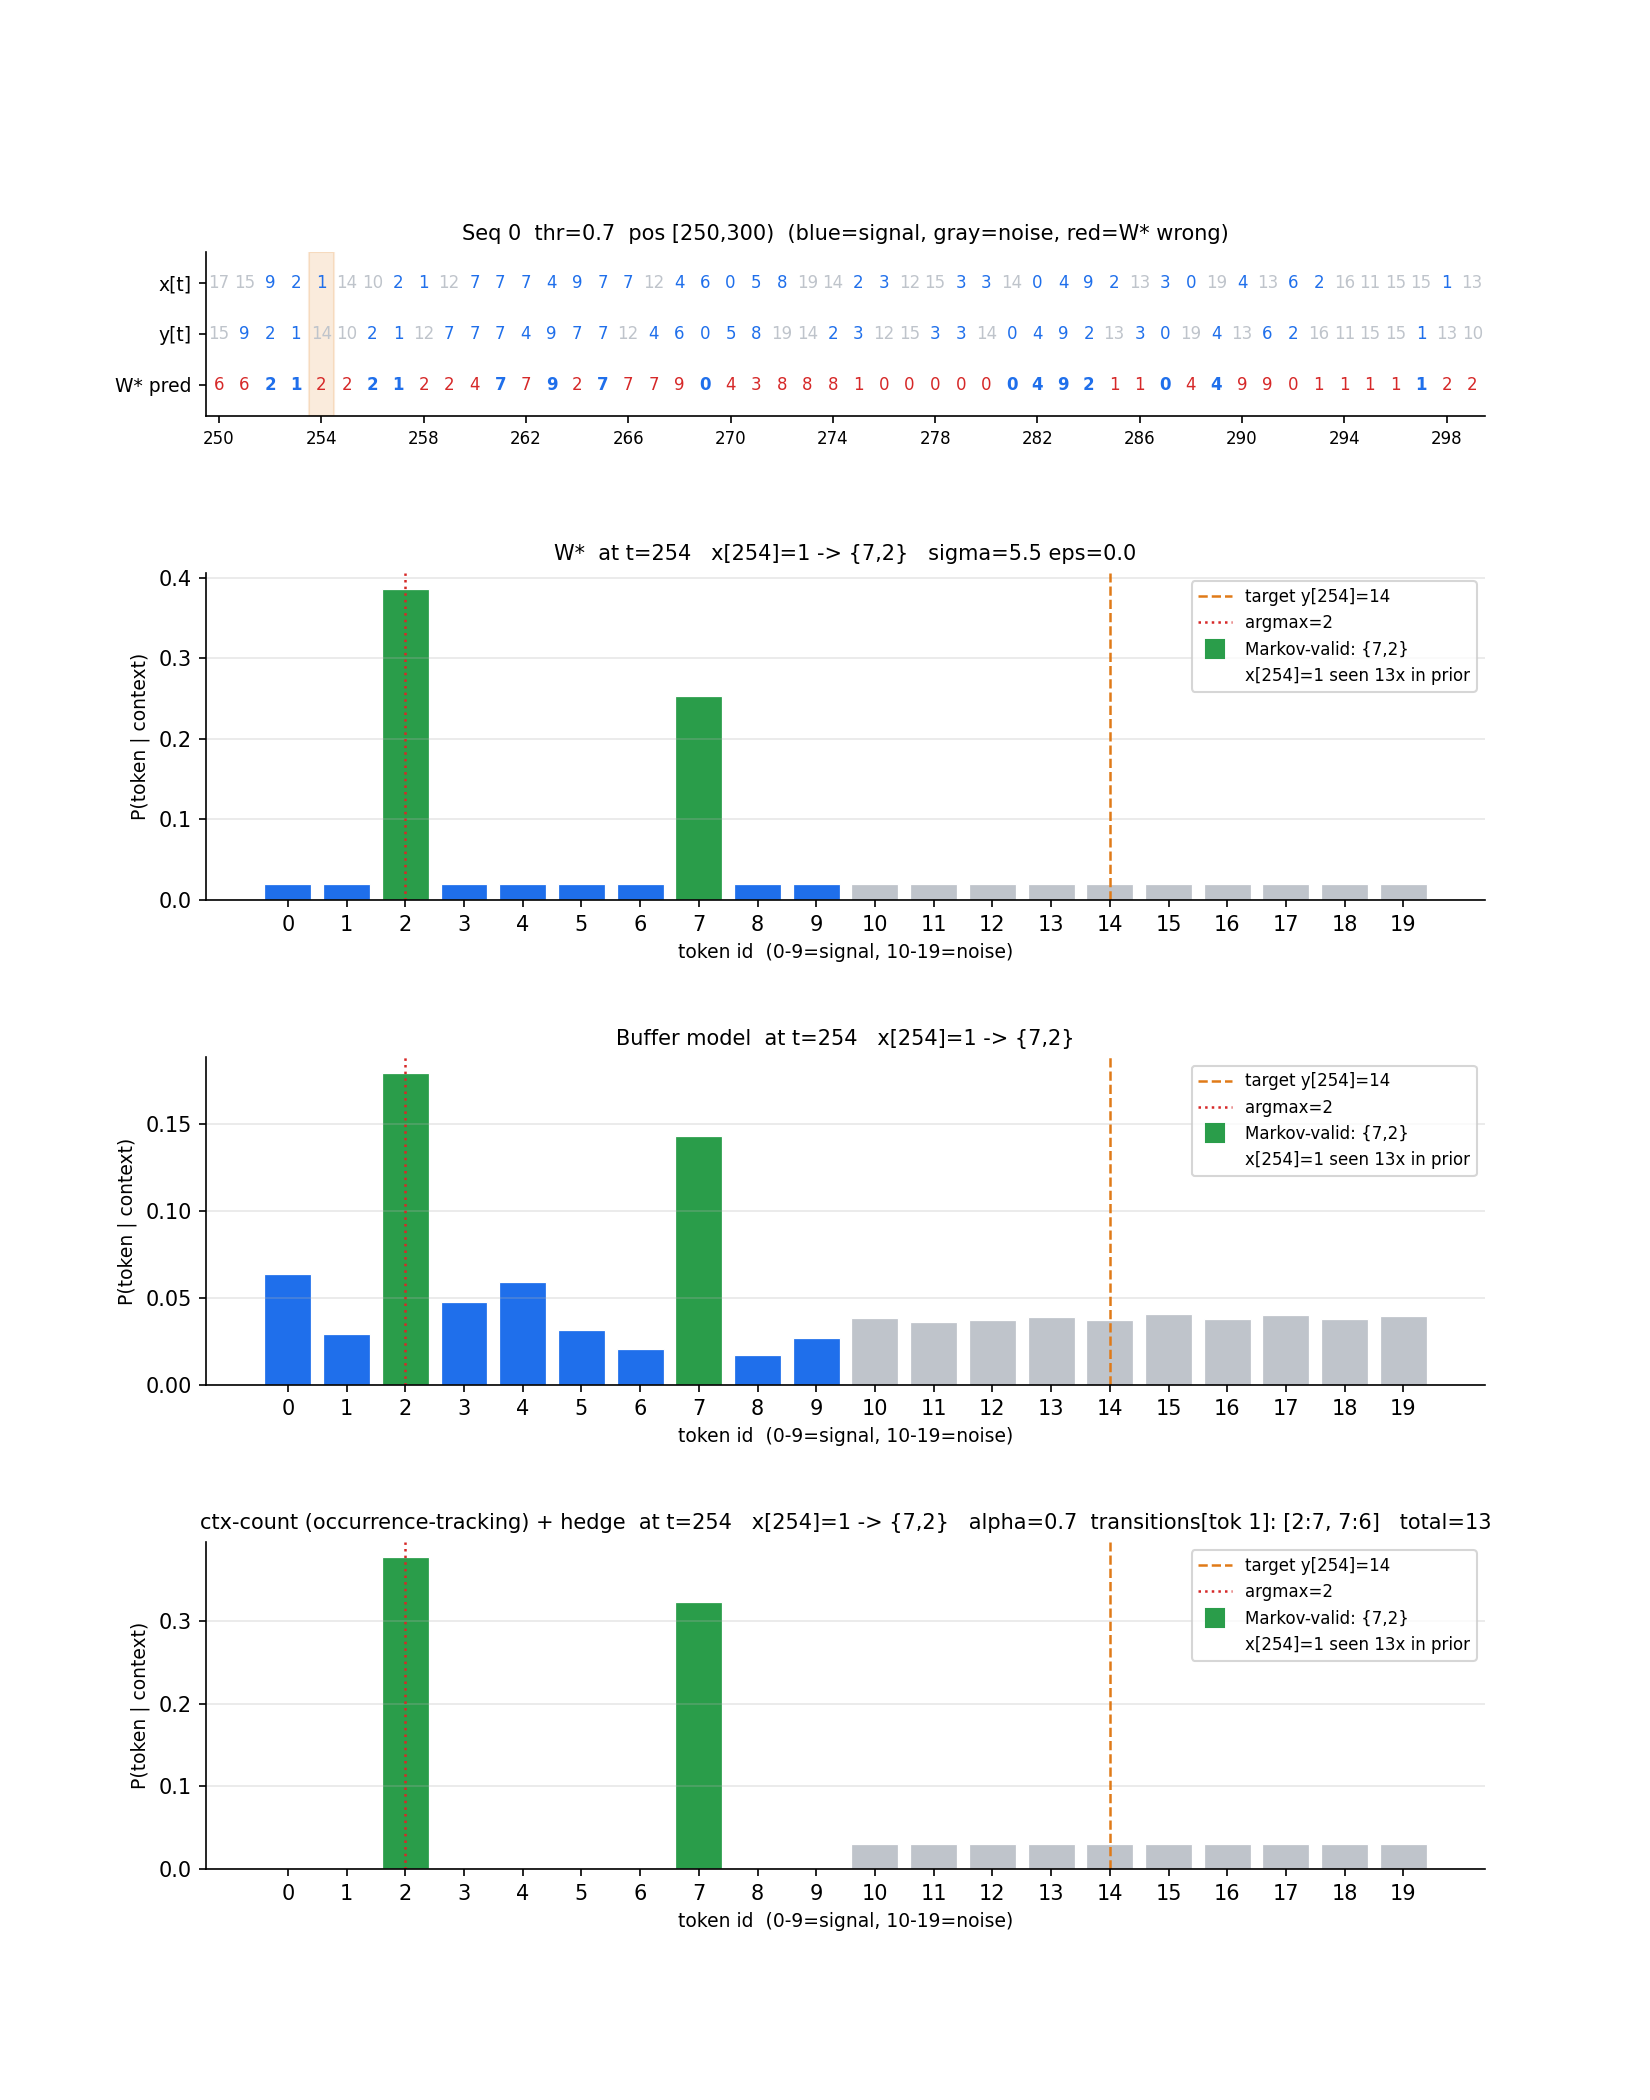 Seq 0  thr=0.7  pos [250,300)  (blue=signal, gray=noise, red=W* wrong)
x[t] 17 15 9 2 1 14 10 2 1 12 7 7 7 4 9 7 7 12 4 6 0 5 8 19 14 2 3 12 15 3 3 14 0 4 9 2 13 3 0 19 4 13 6 2 16 11 15 15 1 13
y[t] 15 9 2 1 14 10 2 1 12 7 7 7 4 9 7 7 12 4 6 0 5 8 19 14 2 3 12 15 3 3 14 0 4 9 2 13 3 0 19 4 13 6 2 16 11 15 15 1 13 10
W* pred 6 6 2 1 2 2 2 1 2 2 4 7 7 9 2 7 7 7 9 0 4 3 8 8 8 1 0 0 0 0 0 0 4 9 2 1 1 0 4 4 9 9 0 1 1 1 1 1 2 2
250 254 258 262 266 270 274 278 282 286 290 294 298
W*  at t=254   x[254]=1 -> {7,2}   sigma=5.5 eps=0.0
P(token | context)
0.4
0.3
0.2
0.1
0.0
target y[254]=14
argmax=2
Markov-valid: {7,2}
x[254]=1 seen 13x in prior
0 1 2 3 4 5 6 7 8 9 10 11 12 13 14 15 16 17 18 19
token id  (0-9=signal, 10-19=noise)
Buffer model  at t=254   x[254]=1 -> {7,2}
P(token | context)
0.15
0.10
0.05
0.00
target y[254]=14
argmax=2
Markov-valid: {7,2}
x[254]=1 seen 13x in prior
0 1 2 3 4 5 6 7 8 9 10 11 12 13 14 15 16 17 18 19
token id  (0-9=signal, 10-19=noise)
ctx-count (occurrence-tracking) + hedge  at t=254   x[254]=1 -> {7,2}   alpha=0.7  transitions[tok 1]: [2:7, 7:6]   total=13
P(token | context)
0.3
0.2
0.1
0.0
target y[254]=14
argmax=2
Markov-valid: {7,2}
x[254]=1 seen 13x in prior
0 1 2 3 4 5 6 7 8 9 10 11 12 13 14 15 16 17 18 19
token id  (0-9=signal, 10-19=noise)